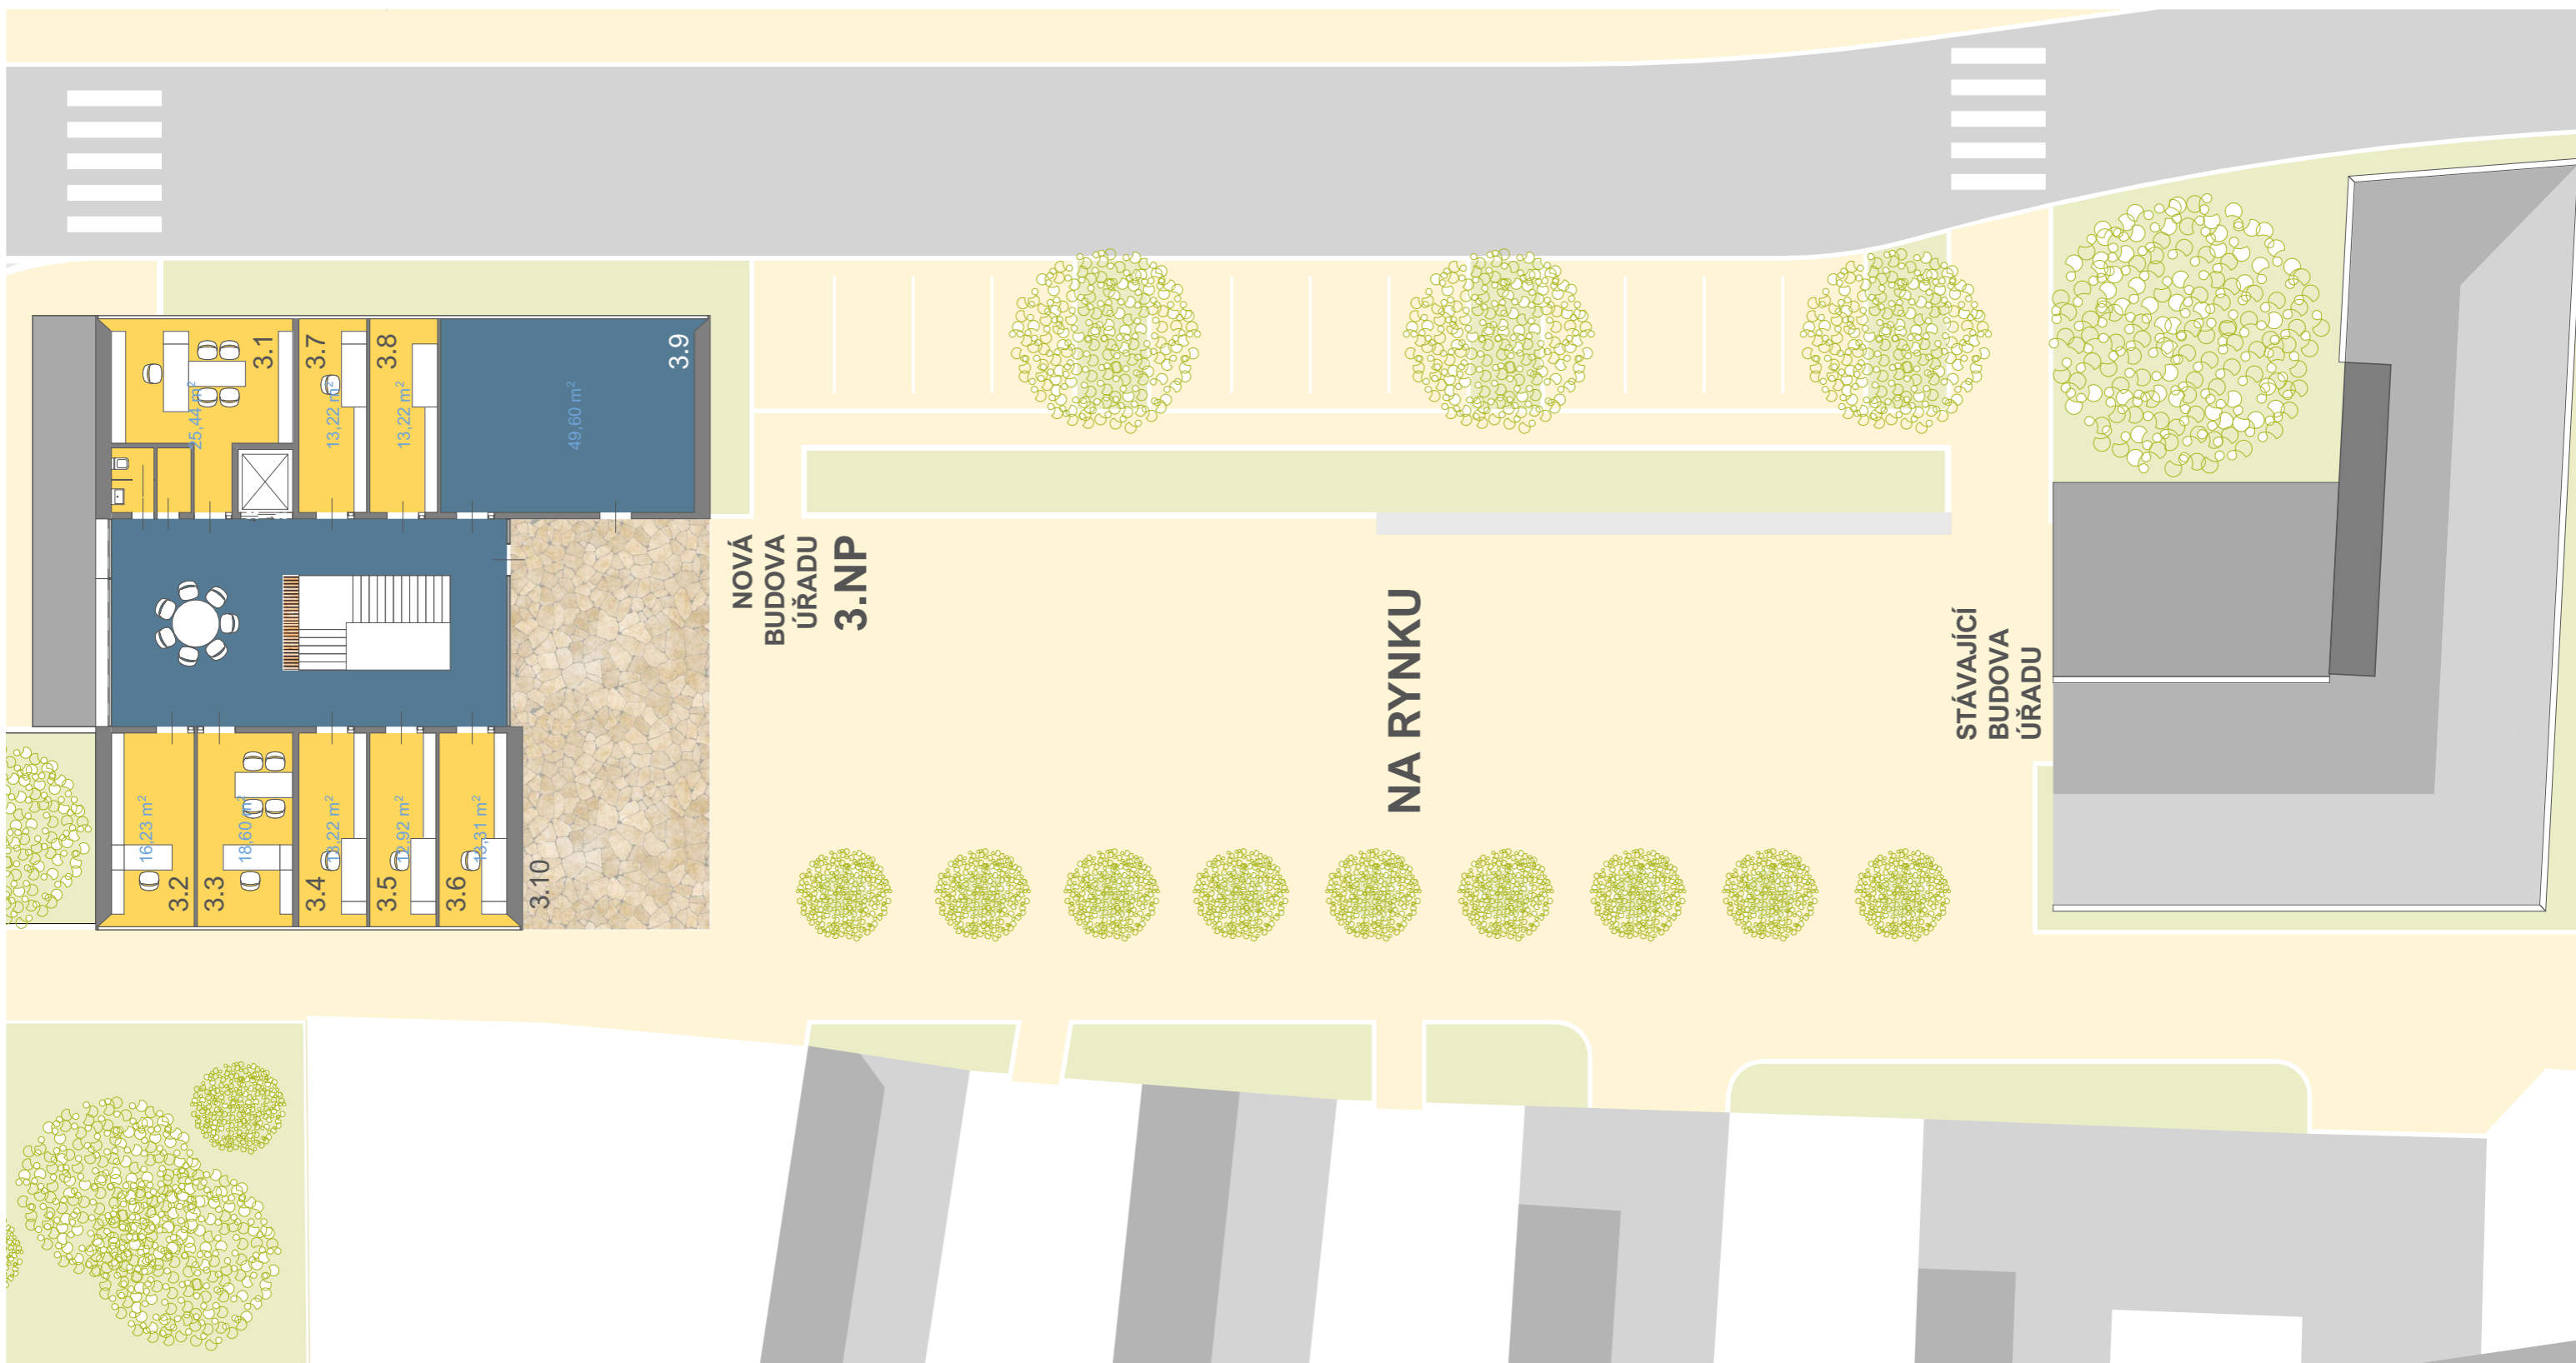 3.1
25,44 m²
3.7
13,22 m²
3.8
13,22 m²
3.9
49,60 m²
3.2
16,23 m²
3.3
18,60 m²
3.4
13,22 m²
3.5
12,92 m²
3.6
13,31 m²
3.10
NOVÁ
BUDOVA
ÚŘADU
3.NP
NA RYNKU
STÁVAJÍCÍ
BUDOVA
ÚŘADU